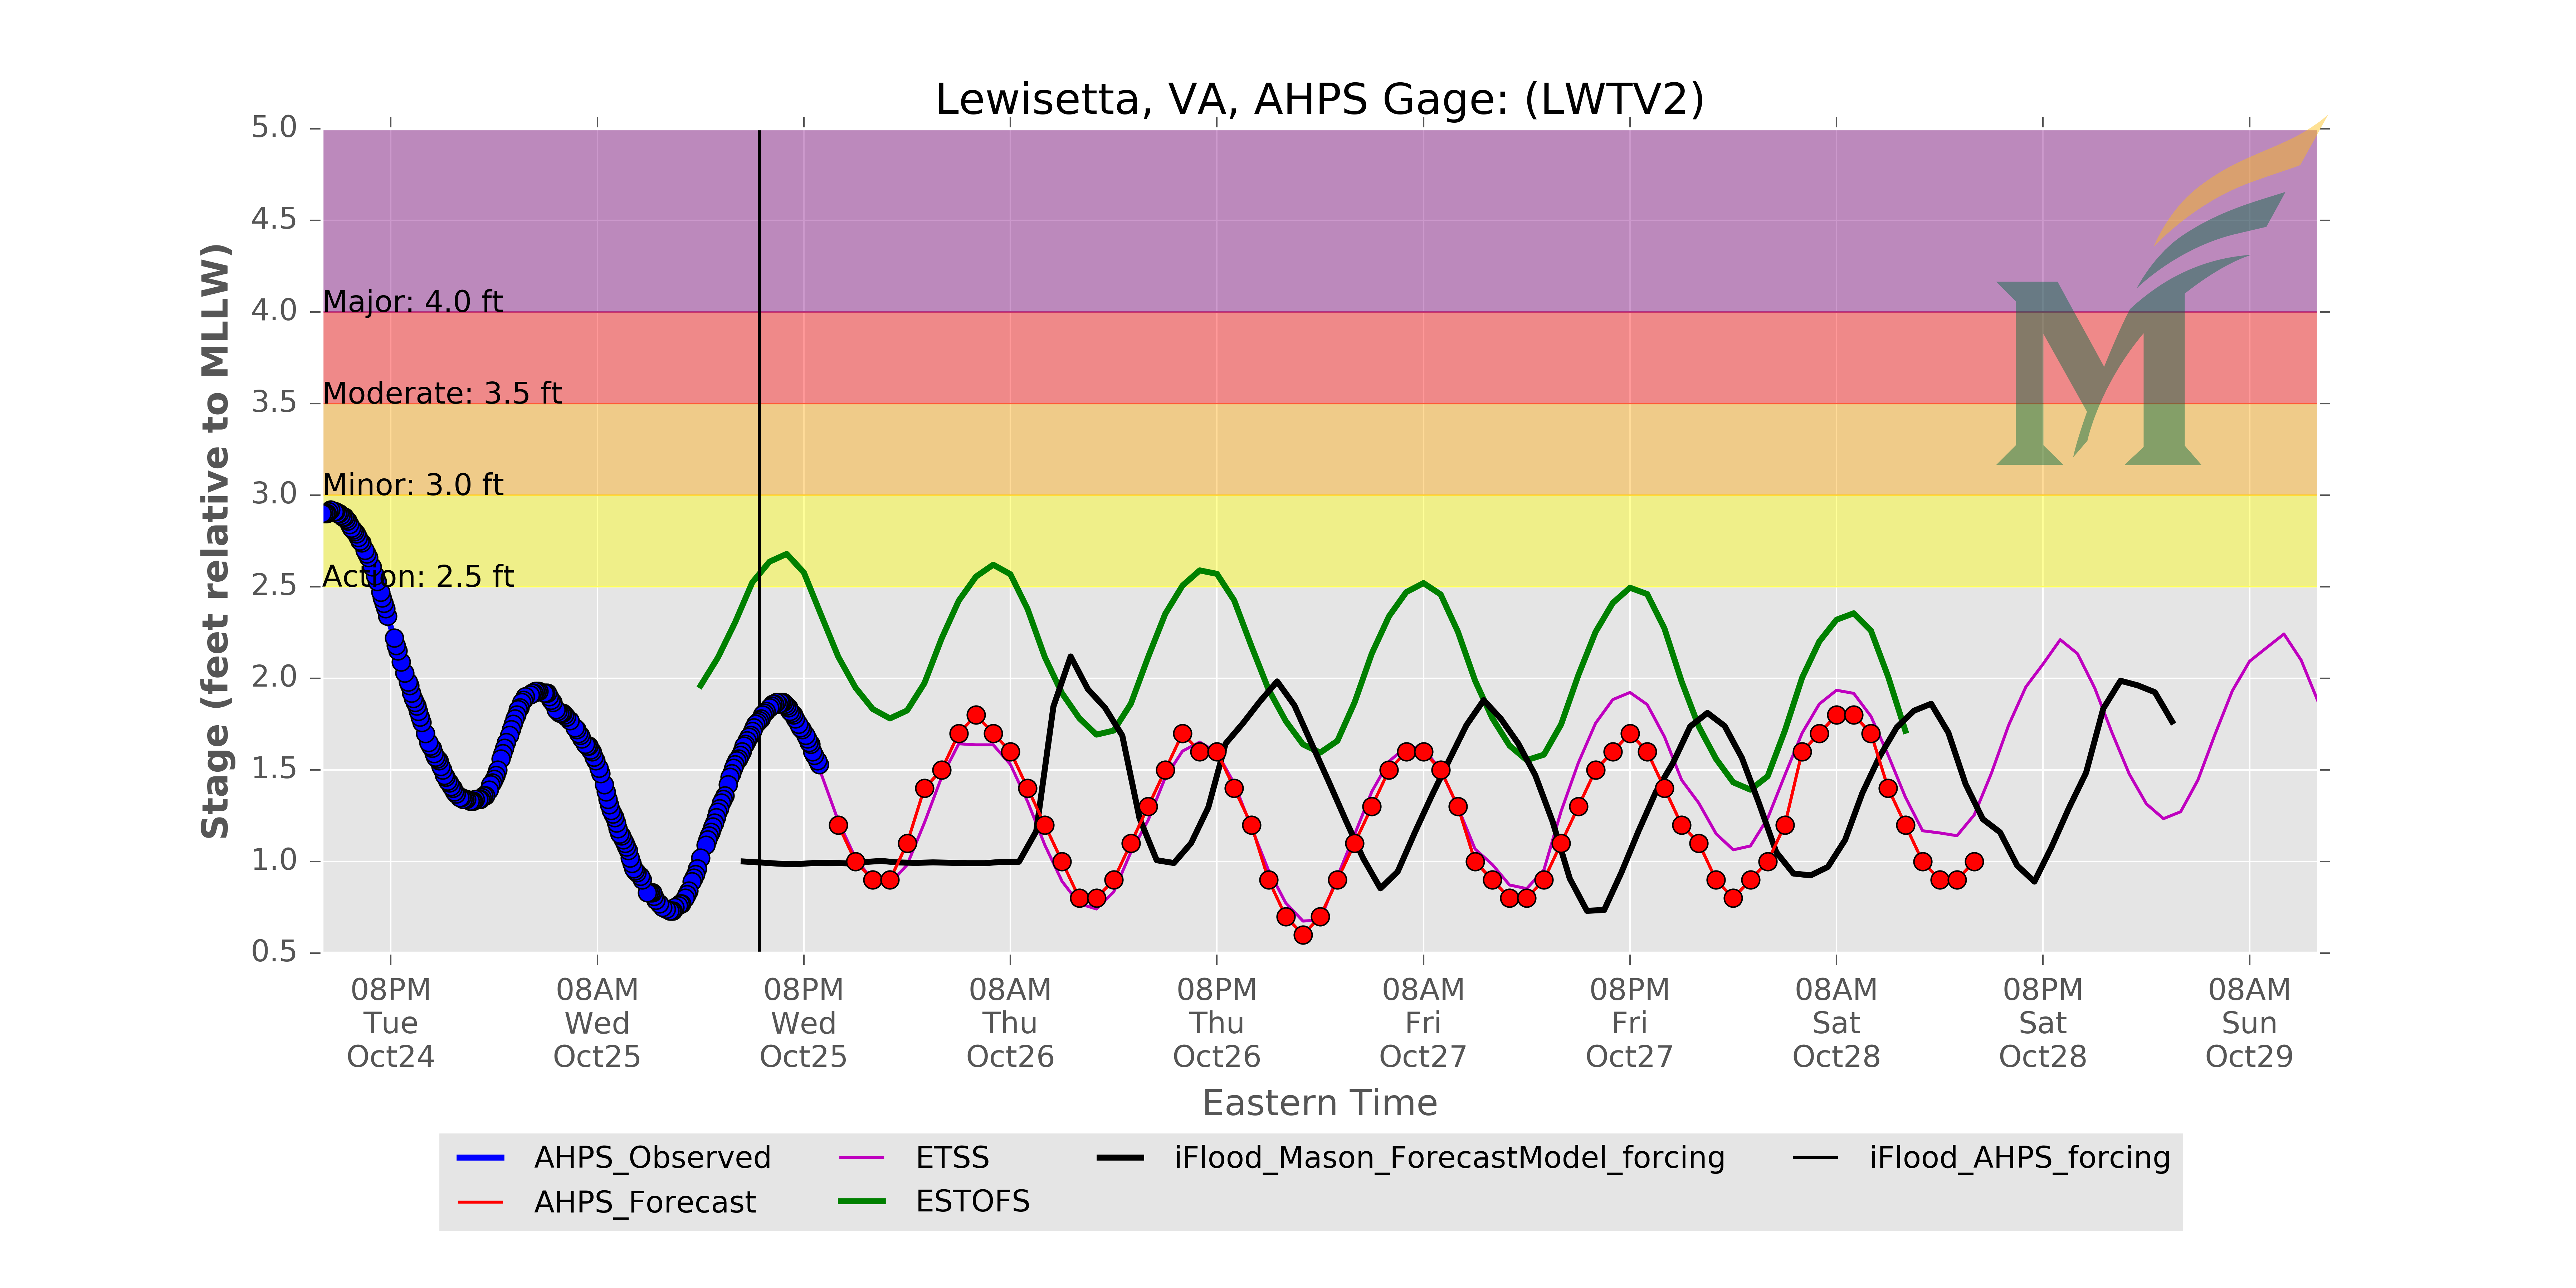 Lewisetta, VA, AHPS Gage: (LWTV2)
Stage (feet relative to MLLW)
5.0
4.5
4.0
3.5
3.0
2.5
2.0
1.5
1.0
0.5
Major: 4.0 ft
Moderate: 3.5 ft
Minor: 3.0 ft
Action: 2.5 ft
M
08PM 08AM 08PM 08AM 08PM 08AM 08PM 08AM 08PM 08AM
Tue Wed Wed Thu Thu Fri Fri Sat Sat Sun
Oct24 Oct25 Oct25 Oct26 Oct26 Oct27 Oct27 Oct28 Oct28 Oct29
Eastern Time
AHPS_Observed ETSS iFlood_Mason_ForecastModel_forcing iFlood_AHPS_forcing
AHPS_Forecast ESTOFS